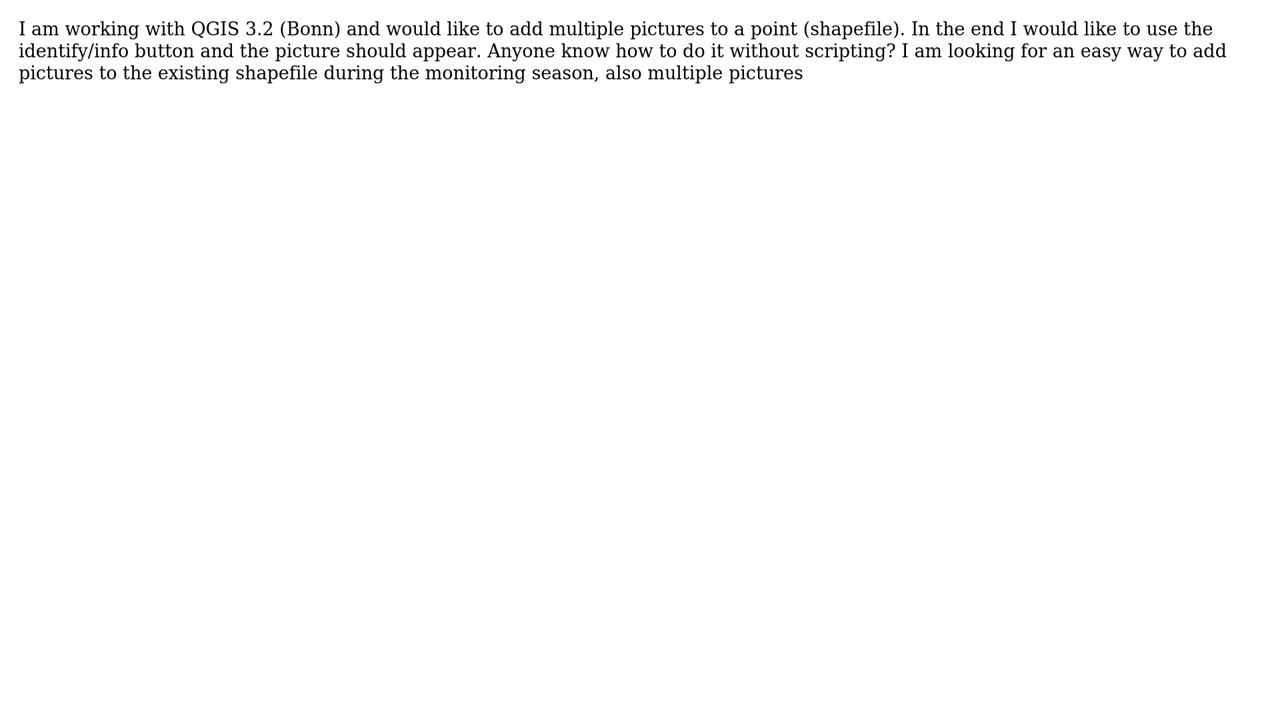 I am working with QGIS 3.2 (Bonn) and would like to add multiple pictures to a point (shapefile). In the end I would like to use the
identify/info button and the picture should appear. Anyone know how to do it without scripting? I am looking for an easy way to add
pictures to the existing shapefile during the monitoring season, also multiple pictures